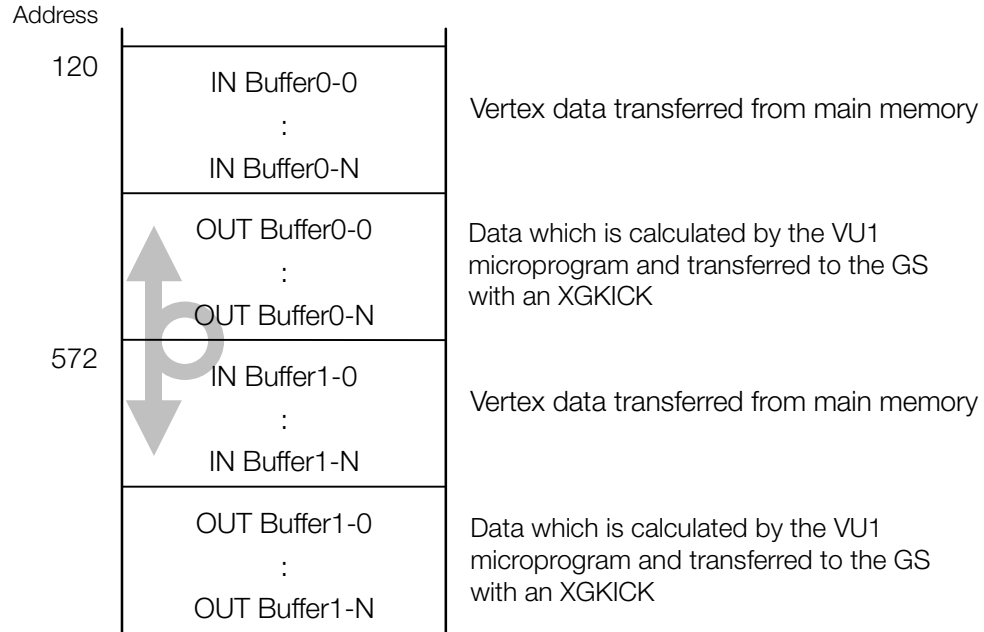 Address
120
IN Buffer0-0
:
IN Buffer0-N
Vertex data transferred from main memory
OUT Buffer0-0
:
OUT Buffer0-N
Data which is calculated by the VU1
microprogram and transferred to the GS
with an XGKICK
572
IN Buffer1-0
:
IN Buffer1-N
Vertex data transferred from main memory
OUT Buffer1-0
:
OUT Buffer1-N
Data which is calculated by the VU1
microprogram and transferred to the GS
with an XGKICK